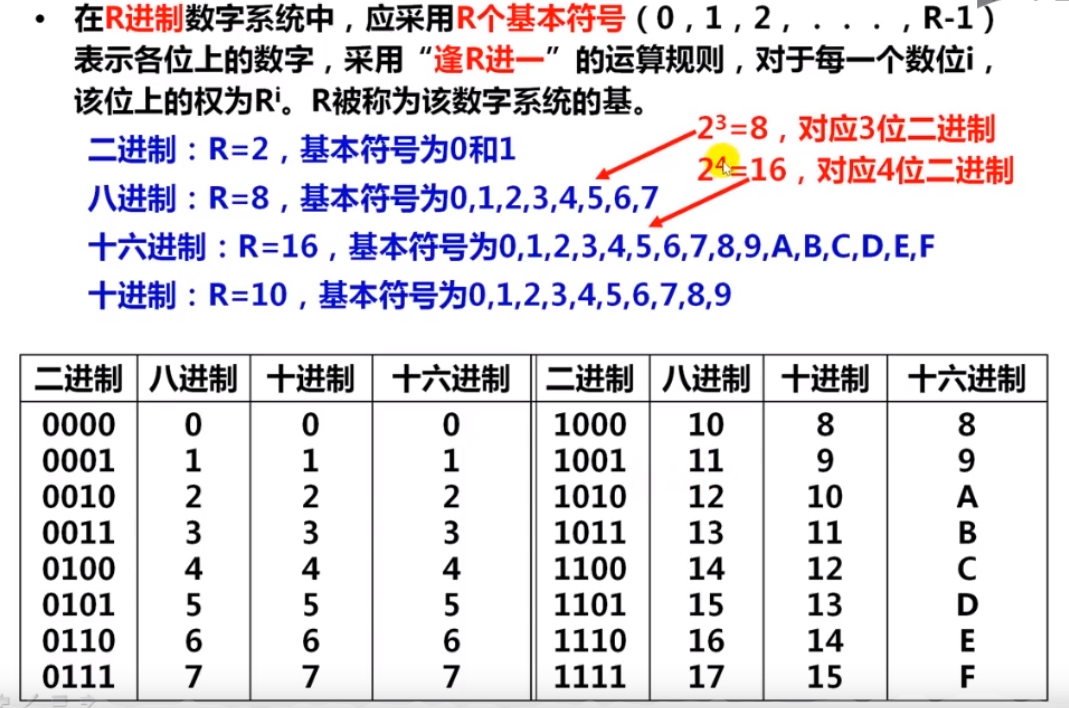 • 在R进制数字系统中，应采用R个基本符号（0，1，2，．．．，R-1）
表示各位上的数字，采用“逢R进一”的运算规则，对于每一个数位i，
该位上的权为Rⁱ。R被称为该数字系统的基。
2³=8，对应3位二进制
二进制：R=2，基本符号为0和1
2⁴=16，对应4位二进制
八进制：R=8，基本符号为0,1,2,3,4,5,6,7
十六进制：R=16，基本符号为0,1,2,3,4,5,6,7,8,9,A,B,C,D,E,F
十进制：R=10，基本符号为0,1,2,3,4,5,6,7,8,9
二进制 八进制 十进制 十六进制 二进制 八进制 十进制 十六进制
0000 0 0 0 1000 10 8 8
0001 1 1 1 1001 11 9 9
0010 2 2 2 1010 12 10 A
0011 3 3 3 1011 13 11 B
0100 4 4 4 1100 14 12 C
0101 5 5 5 1101 15 13 D
0110 6 6 6 1110 16 14 E
0111 7 7 7 1111 17 15 F